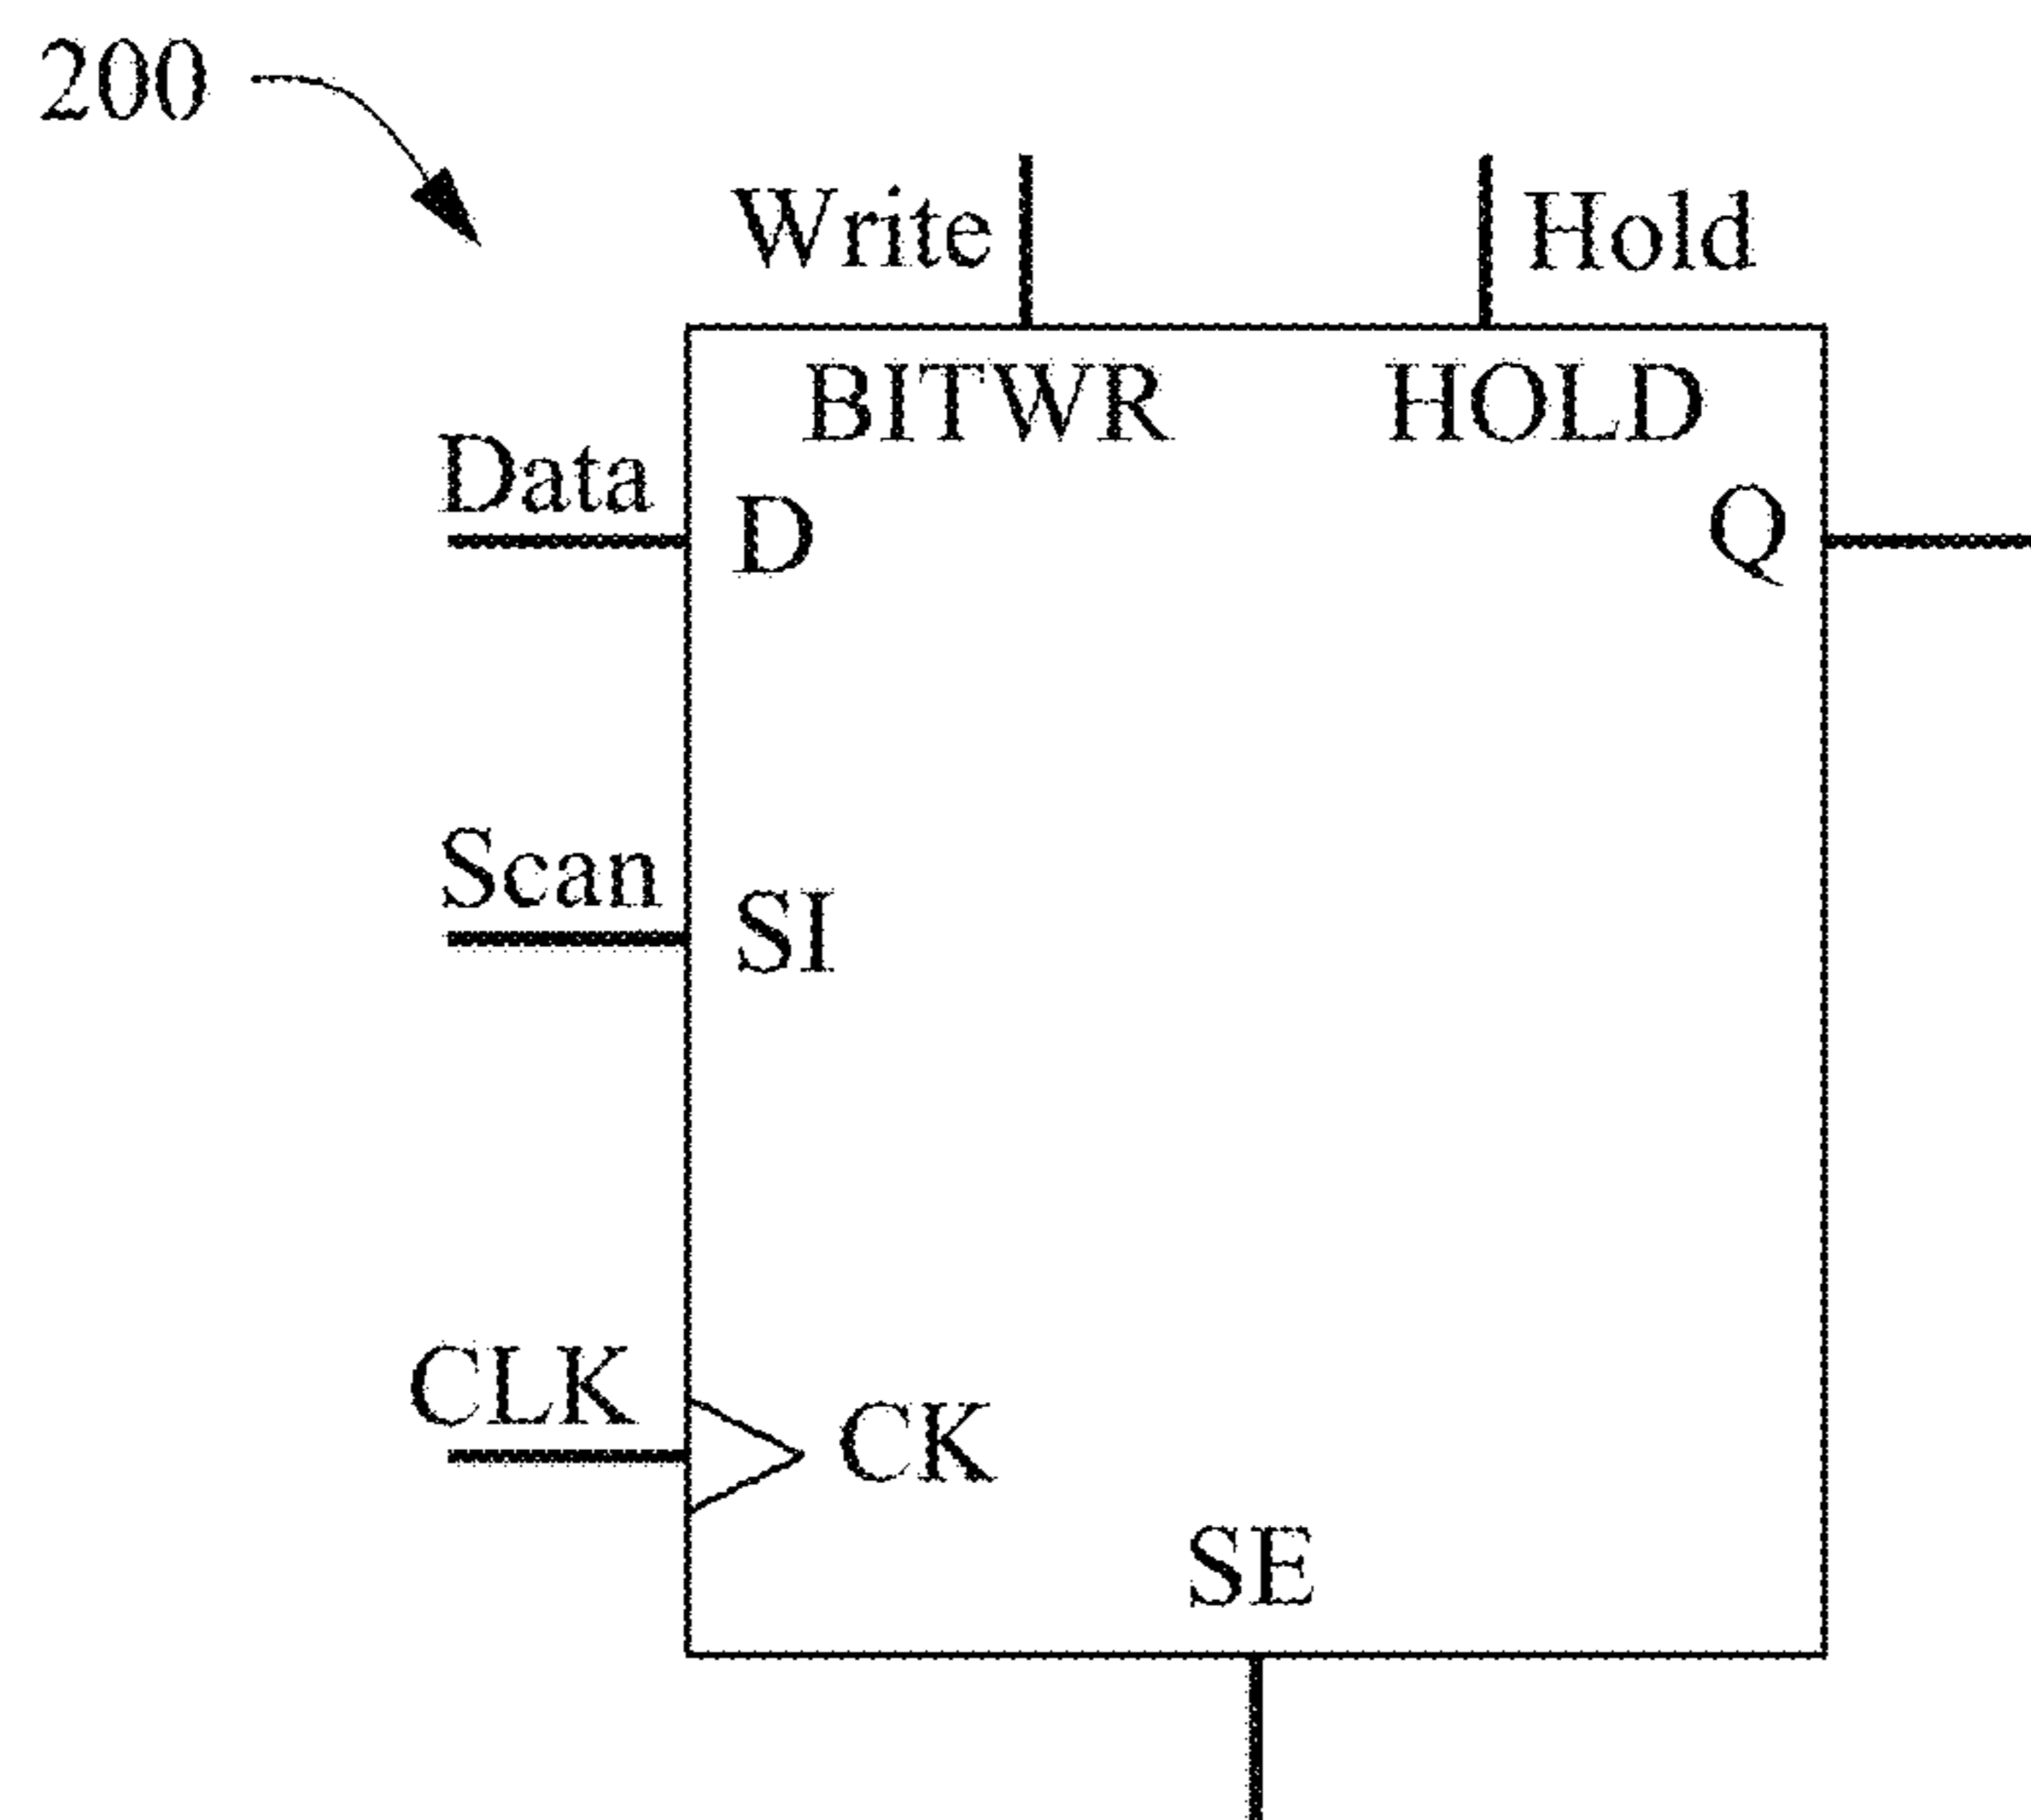 200
Write
Hold
BITWR
HOLD
Data
D
Q
Scan
SI
CLK
CK
SE